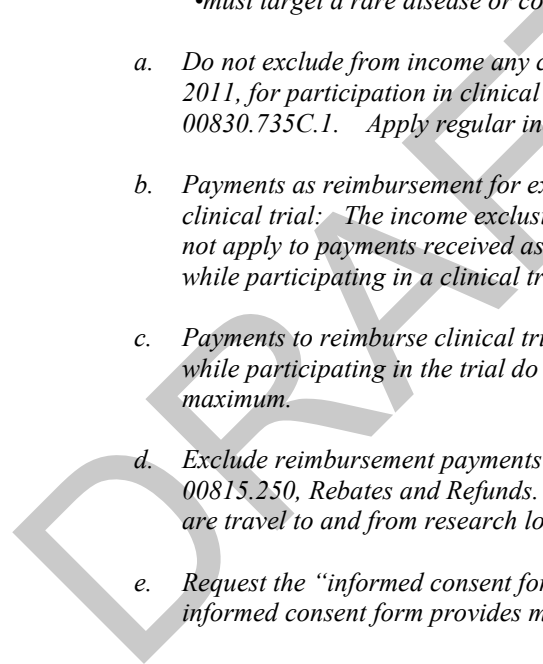 •must target a rare disease or co
a. Do not exclude from income any c
2011, for participation in clinical
00830.735C.1. Apply regular in
b. Payments as reimbursement for ex
clinical trial: The income exclusi
not apply to payments received as
while participating in a clinical tr
c. Payments to reimburse clinical tri
while participating in the trial do
maximum.
d. Exclude reimbursement payments
00815.250, Rebates and Refunds.
are travel to and from research lo
e. Request the “informed consent for
informed consent form provides m
DRAFT